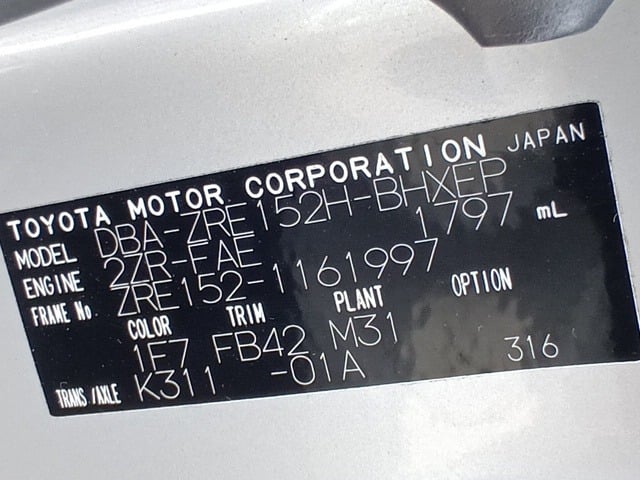 TOYOTA MOTOR CORPORATION JAPAN
MODEL DBA-ZRE152H-BHXEP
ENGINE 2ZR-FAE 1797 mL
FRAME No. ZRE152-1161997
COLOR TRIM PLANT OPTION
1F7 FB42 M31
TRANS/AXLE K311 -01A 316